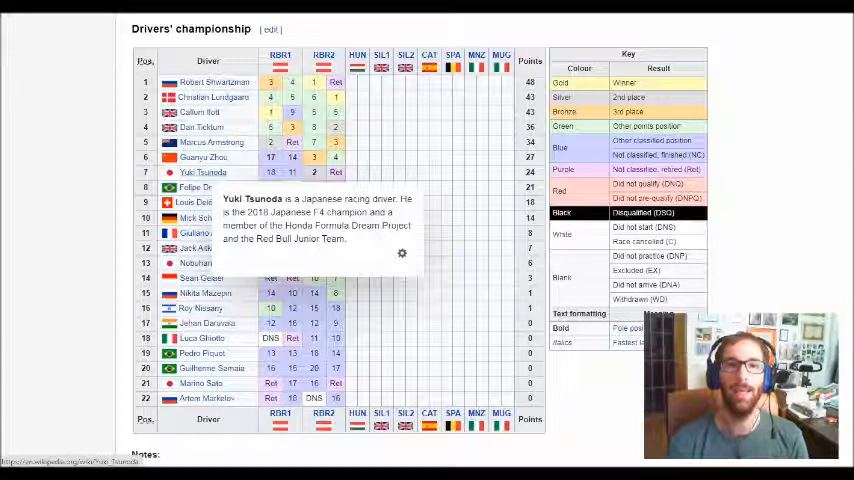 Drivers' championship [ edit ]
Pos. Driver RBR1 RBR2 HUN SIL1 SIL2 CAT SPA MNZ MUG Points
1 Robert Shwartzman 3 4 1 Ret 48
2 Christian Lundgaard 4 5 6 1 43
3 Callum Ilott 1 9 5 5 43
4 Dan Ticktum 6 3 8 2 36
5 Marcus Armstrong 2 Ret 7 3 34
6 Guanyu Zhou 17 14 3 4 27
7 Yuki Tsunoda 18 11 2 Ret 24
8 Felipe Dr 18
9 Louis Delé 14
10 Mick Sch
11 Giuliano 8
12 Jack Aitk 7
13 Nobuhar 6
14 Sean Gelael Ret Ret 10 7 3
15 Nikita Mazepin 14 10 14 8 1
16 Roy Nissany 10 12 15 18 1
17 Jehan Daruvala 12 16 12 9 0
18 Luca Ghiotto DNS Ret 11 10 0
19 Pedro Piquet 13 13 18 14 0
20 Guilherme Samaia 16 15 20 17 0
21 Marino Sato Ret 17 16 Ret 0
22 Artem Markelov Ret 18 DNS 16 0
Pos. Driver RBR1 RBR2 HUN SIL1 SIL2 CAT SPA MNZ MUG Points
Yuki Tsunoda is a Japanese racing driver. He
is the 2018 Japanese F4 champion and a
member of the Honda Formula Dream Project
and the Red Bull Junior Team.
Key
Colour Result
Gold Winner
Silver 2nd place
Bronze 3rd place
Green Other points position
Blue Other classified position
Not classified, finished (NC)
Purple Not classified, retired (Ret)
Red Did not qualify (DNQ)
Did not pre-qualify (DNPQ)
Black Disqualified (DSQ)
White Did not start (DNS)
Race cancelled (C)
Blank Did not practice (DNP)
Excluded (EX)
Did not arrive (DNA)
Withdrawn (WD)
Text formatting
Bold Pole posi
Italics Fastest la
Notes:
https://en.wikipedia.org/wiki/Yuki_Tsunoda